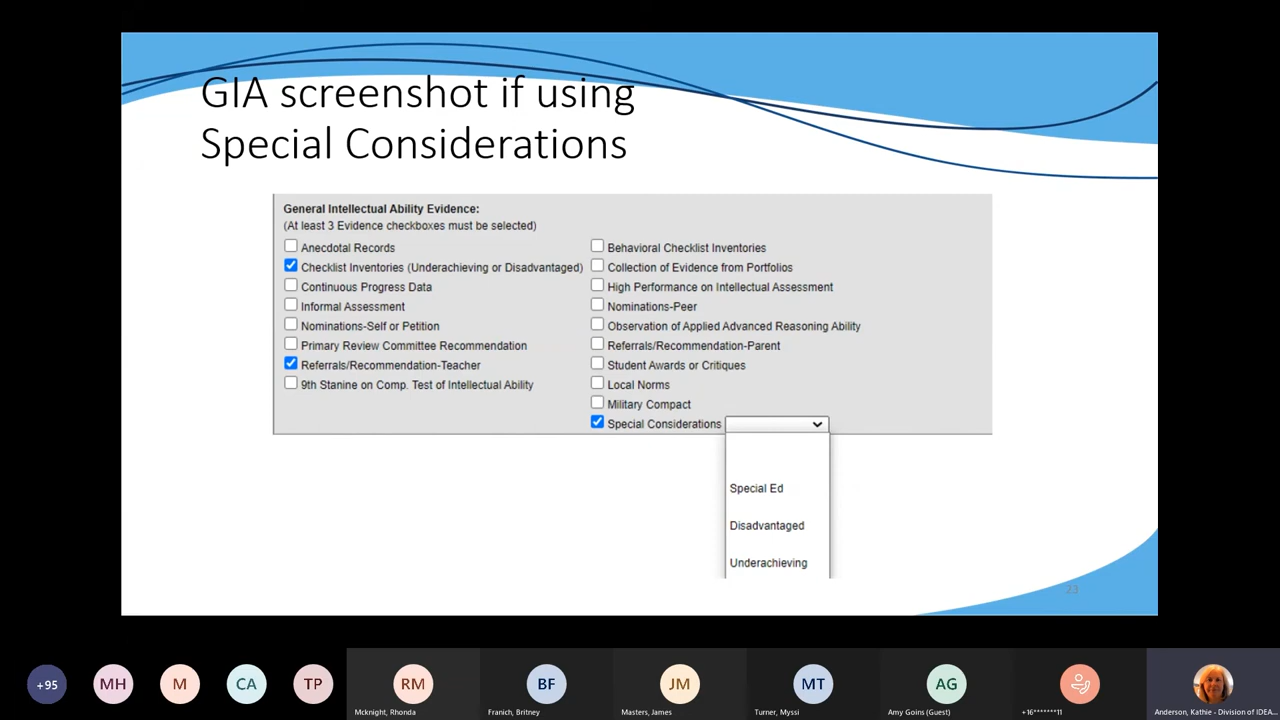 GIA screenshot if using
Special Considerations
General Intellectual Ability Evidence:
(At least 3 Evidence checkboxes must be selected)
Anecdotal Records
Checklist Inventories (Underachieving or Disadvantaged)
Continuous Progress Data
Informal Assessment
Nominations-Self or Petition
Primary Review Committee Recommendation
Referrals/Recommendation-Teacher
9th Stanine on Comp. Test of Intellectual Ability
Behavioral Checklist Inventories
Collection of Evidence from Portfolios
High Performance on Intellectual Assessment
Nominations-Peer
Observation of Applied Advanced Reasoning Ability
Referrals/Recommendation-Parent
Student Awards or Critiques
Local Norms
Military Compact
Special Considerations
Special Ed
Disadvantaged
Underachieving
23
+95
MH
M
CA
TP
RM
Mcknight, Rhonda
BF
Franich, Britney
JM
Masters, James
MT
Turner, Myssi
AG
Amy Goins (Guest)
+16*******11
Anderson, Kathie - Division of IDEA...